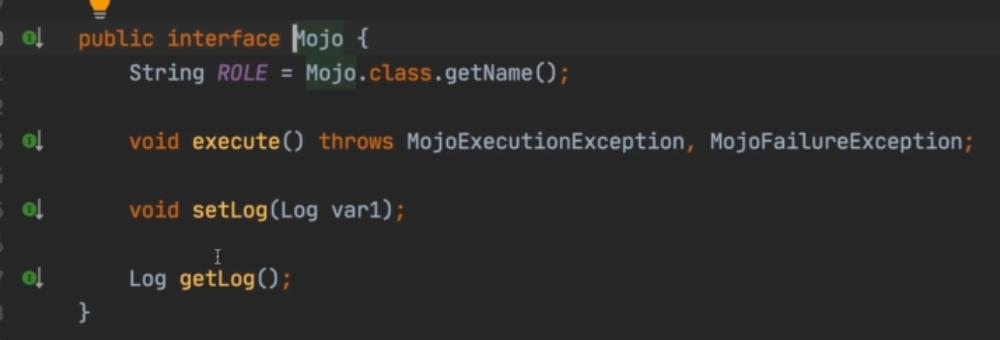 public interface Mojo {
String ROLE = Mojo.class.getName();
void execute() throws MojoExecutionException, MojoFailureException;
void setLog(Log var1);
Log getLog();
}